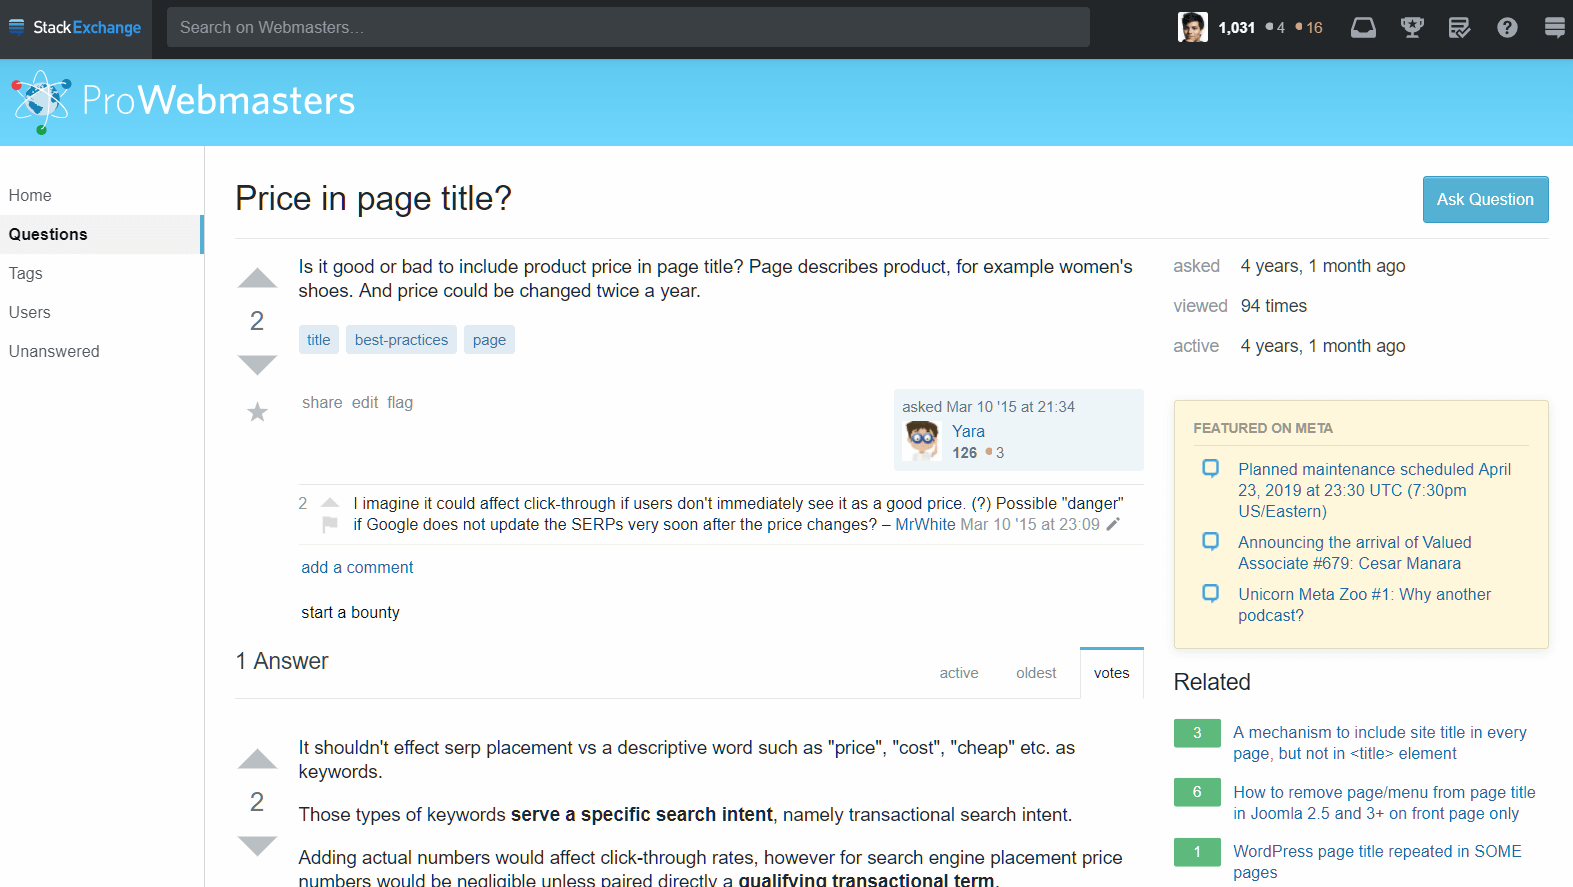 StackExchange
Search on Webmasters...
1,031 4 16
ProWebmasters
Home
Questions
Tags
Users
Unanswered
Price in page title?
Ask Question
Is it good or bad to include product price in page title? Page describes product, for example women's
shoes. And price could be changed twice a year.
2
title best-practices page
share edit flag
asked Mar 10 '15 at 21:34
Yara
126 3
2 I imagine it could affect click-through if users don't immediately see it as a good price. (?) Possible "danger"
if Google does not update the SERPs very soon after the price changes? – MrWhite Mar 10 '15 at 23:09
add a comment
start a bounty
1 Answer
active oldest votes
It shouldn't effect serp placement vs a descriptive word such as "price", "cost", "cheap" etc. as
keywords.
2
Those types of keywords serve a specific search intent, namely transactional search intent.
Adding actual numbers would affect click-through rates, however for search engine placement price
numbers would be negligible unless paired directly a qualifying transactional term.
asked 4 years, 1 month ago
viewed 94 times
active 4 years, 1 month ago
FEATURED ON META
Planned maintenance scheduled April
23, 2019 at 23:30 UTC (7:30pm
US/Eastern)
Announcing the arrival of Valued
Associate #679: Cesar Manara
Unicorn Meta Zoo #1: Why another
podcast?
Related
3 A mechanism to include site title in every
page, but not in <title> element
6 How to remove page/menu from page title
in Joomla 2.5 and 3+ on front page only
1 WordPress page title repeated in SOME
pages